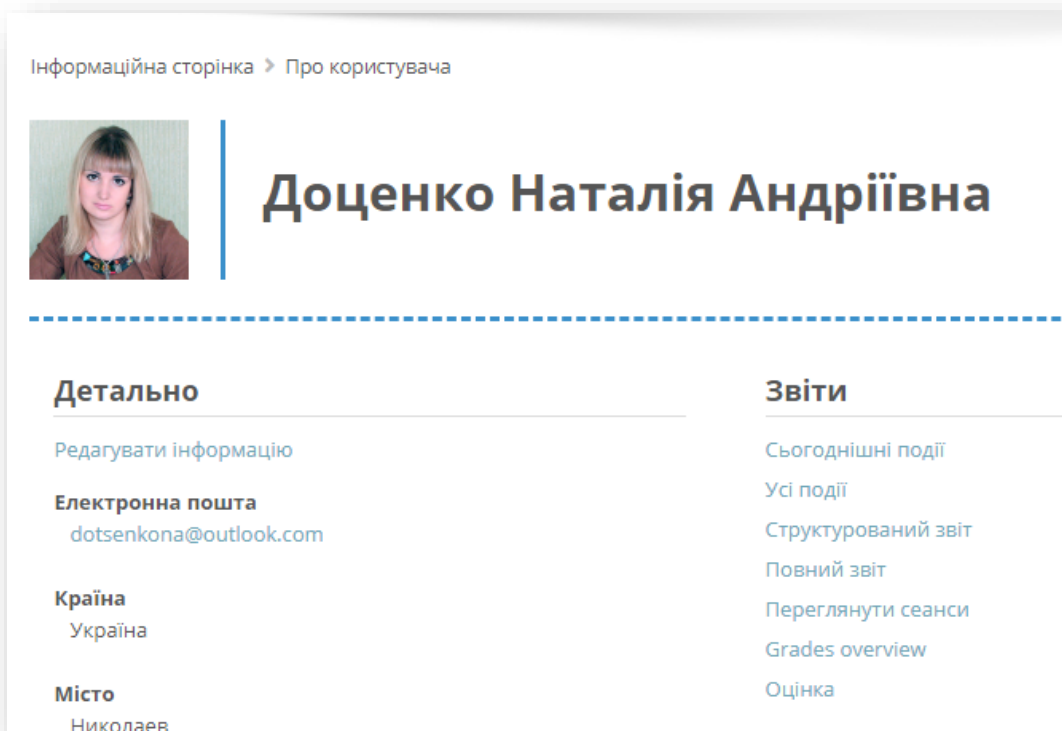 Інформаційна сторінка > Про користувача
Доценко Наталія Андріївна
Детально
Редагувати інформацію
Електронна пошта
dotsenkona@outlook.com
Країна
Україна
Місто
Николаев
Звіти
Сьогоднішні події
Усі події
Структурований звіт
Повний звіт
Переглянути сеанси
Grades overview
Оцінка